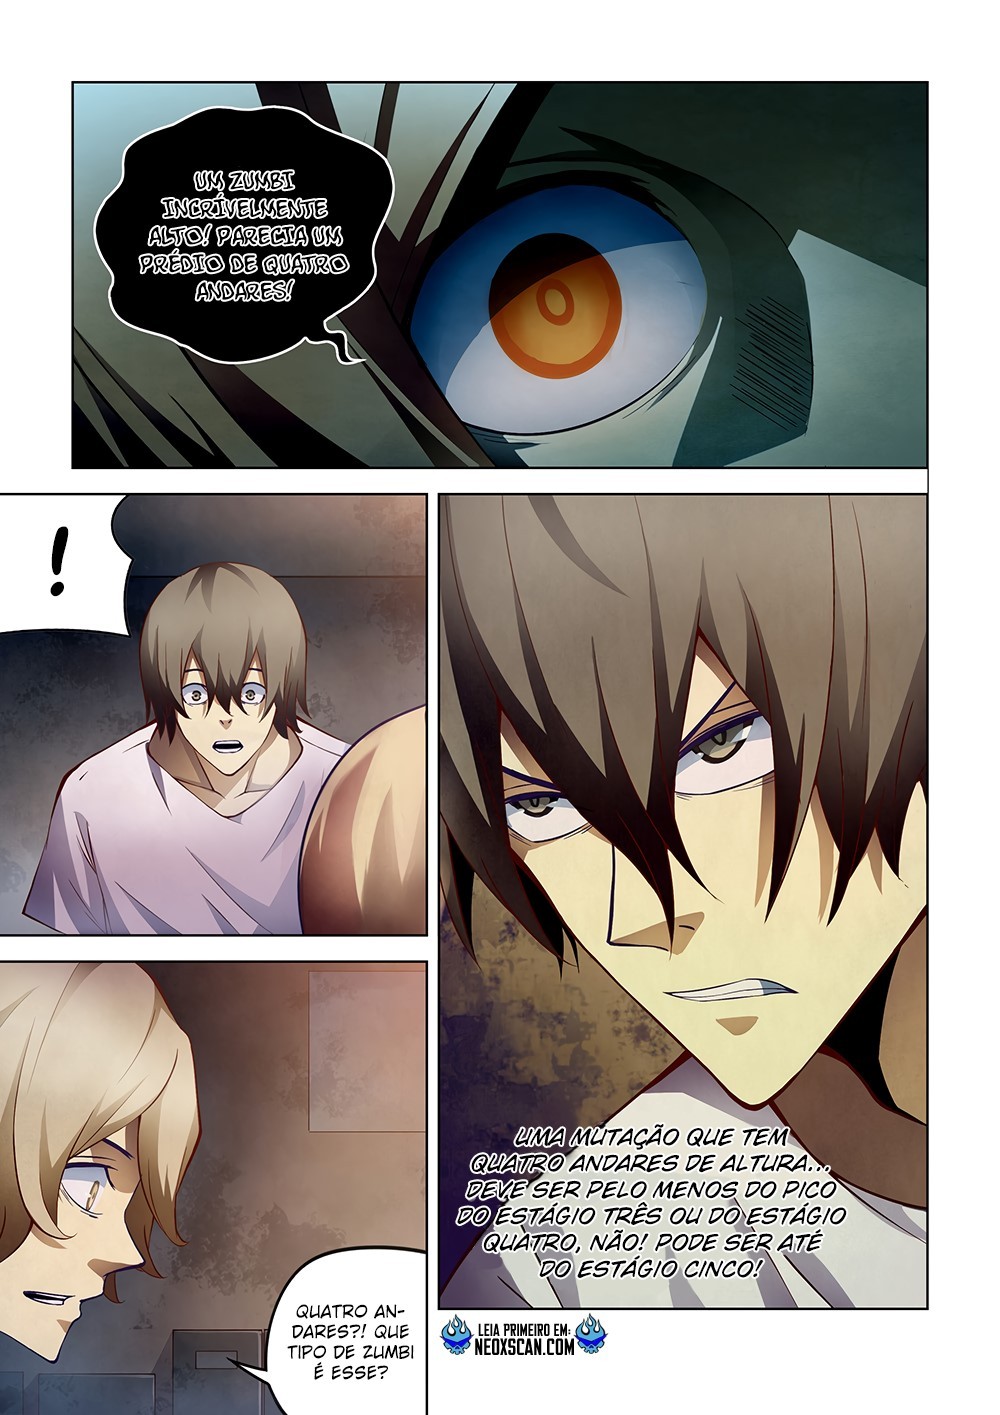 UM ZUMBI
INCRÍVELMENTE
ALTO! PARECIA UM
PRÉDIO DE QUATRO
ANDARES!
!
UMA MUTAÇÃO QUE TEM
QUATRO ANDARES DE ALTURA...
DEVE SER PELO MENOS DO PICO
DO ESTÁGIO TRÊS OU DO ESTÁGIO
QUATRO, NÃO! PODE SER ATÉ
DO ESTÁGIO CINCO!
QUATRO AN-
DARES?! QUE
TIPO DE ZUMBI
É ESSE?
LEIA PRIMEIRO EM:
NEOXSCAN.COM